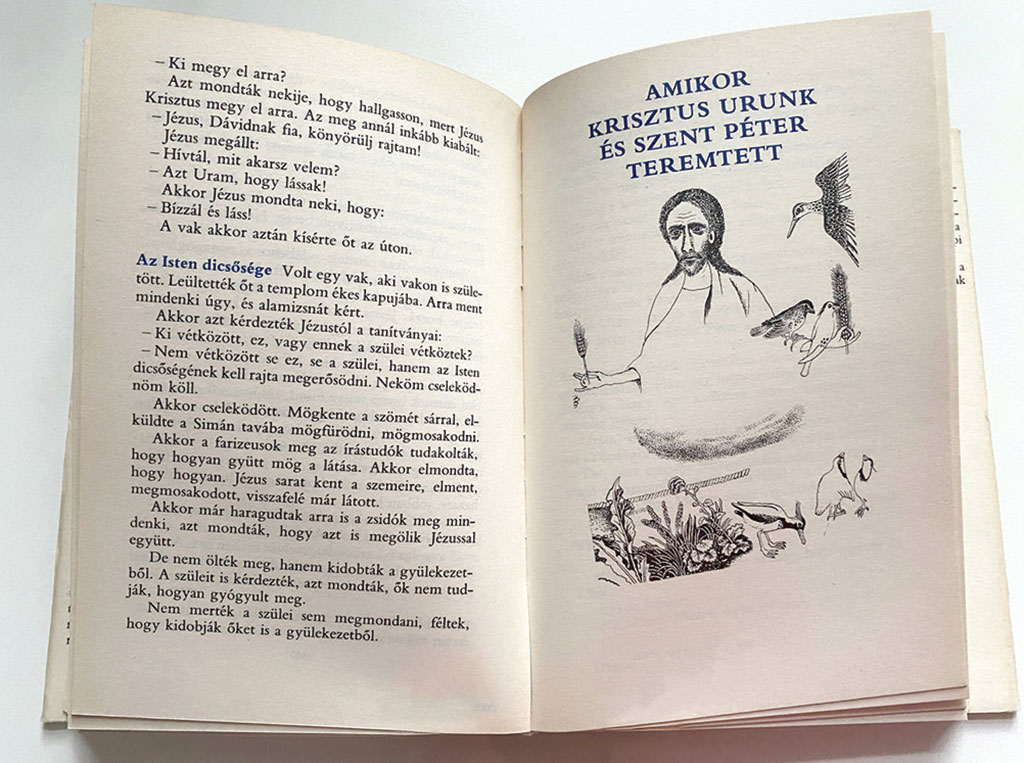 – Ki megy el arra?
Azt mondták nekije, hogy hallgasson, mert Jézus
Krisztus megy el arra. Az meg annál inkább kiabált:
– Jézus, Dávidnak fia, könyörülj rajtam!
Jézus megállt:
– Hívtál, mit akarsz velem?
– Azt Uram, hogy lássak!
Akkor Jézus mondta neki, hogy:
– Bízzál és láss!
A vak akkor aztán kísérte őt az úton.
Az Isten dicsősége Volt egy vak, aki vakon is szüle-
tött. Leültették őt a templom ékes kapujába. Arra ment
mindenki úgy, és alamizsnát kért.
Akkor azt kérdezték Jézustól a tanítványai:
– Ki vétközött, ez, vagy ennek a szülei vétköztek?
– Nem vétközött se ez, se a szülei, hanem az Isten
dicsőségének kell rajta megerősödni. Neköm cseleköd-
nöm köll.
Akkor cseleködött. Mögkente a szömét sárral, el-
küldte a Simán tavába mögfürödni, mögmosakodni.
Akkor a farizeusok meg az írástudók tudakolták,
hogy hogyan gyütt mög a látása. Akkor elmondta,
hogy hogyan. Jézus sarat kent a szemeire, elment,
megmosakodott, visszafelé már látott.
Akkor már haragudtak arra is a zsidók meg min-
denki, azt mondták, hogy azt is megölik Jézussal
együtt.
De nem ölték meg, hanem kidobták a gyülekezet-
ből. A szüleit is kérdezték, azt mondták, ők nem tud-
ják, hogyan gyógyult meg.
Nem merték a szülei sem megmondani, féltek,
hogy kidobják őket is a gyülekezetből.
AMIKOR
KRISZTUS URUNK
ÉS SZENT PÉTER
TEREMTETT